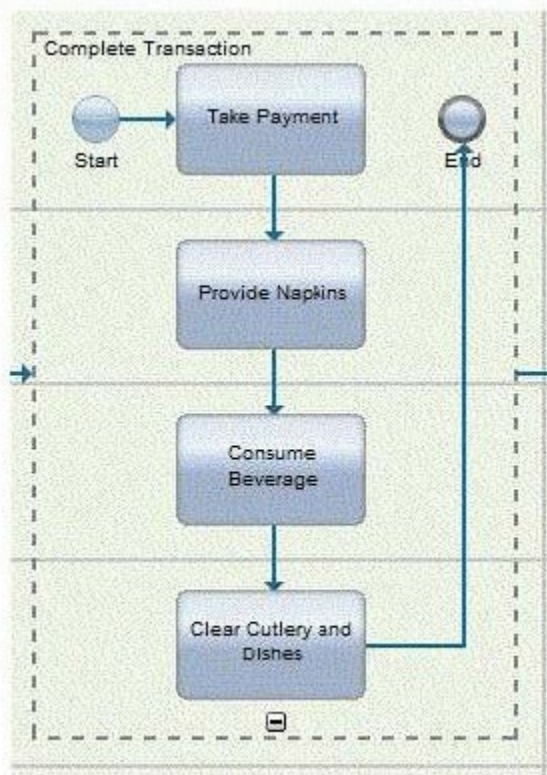 Complete Transaction
Take Payment
Start
End
Provide Napkins
Consume
Beverage
Clear Cutlery and
Dishes